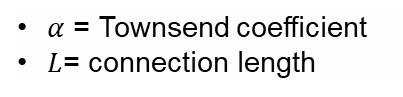 • α = Townsend coefficient
• L= connection length